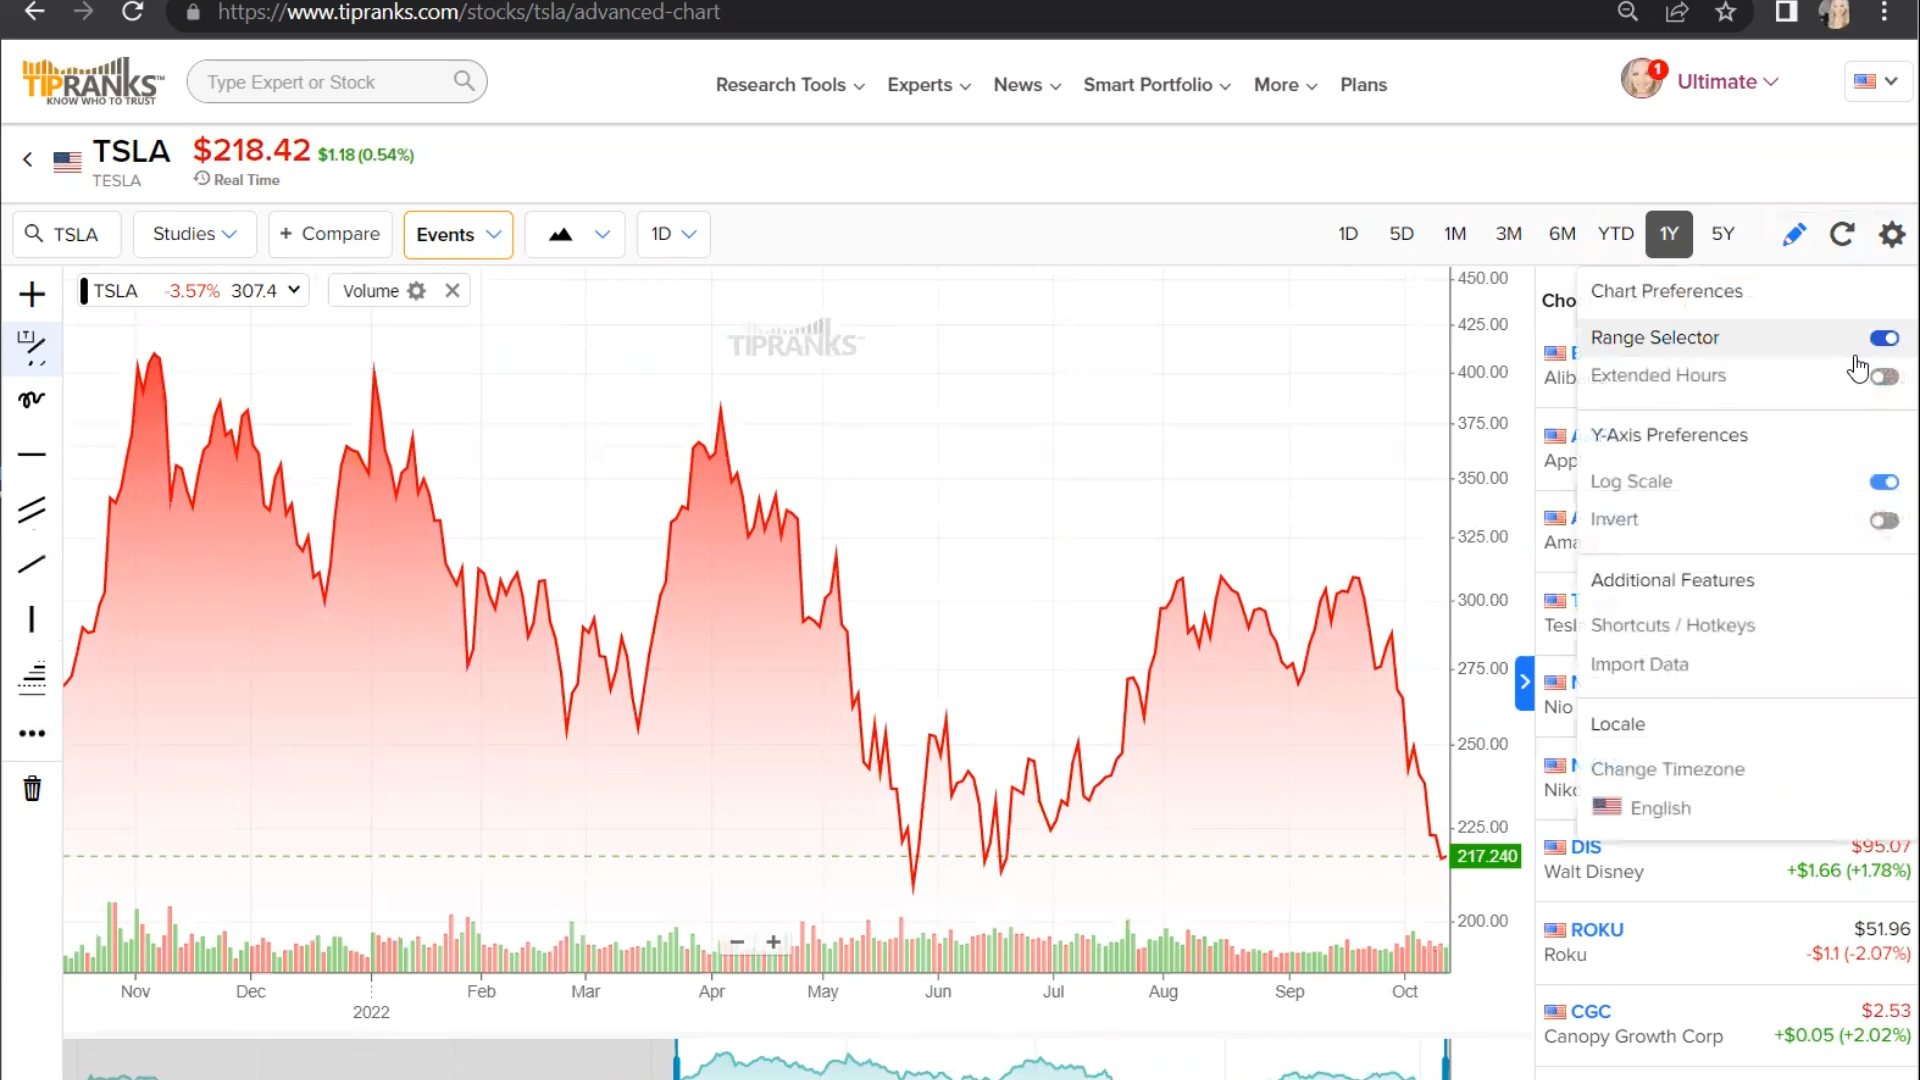 https://www.tipranks.com/stocks/tsla/advanced-chart
TIPRANKS™
KNOW WHO TO TRUST
Type Expert or Stock
Research Tools
Experts
News
Smart Portfolio
More
Plans
1
Ultimate
TSLA
$218.42 $1.18 (0.54%)
TESLA
Real Time
TSLA
Studies
+ Compare
Events
1D
1D 5D 1M 3M 6M YTD 1Y 5Y
TSLA -3.57% 307.4
Volume
TIPRANKS™
450.00
425.00
400.00
375.00
350.00
325.00
300.00
275.00
250.00
225.00
217.240
200.00
Nov Dec Feb Mar Apr May Jun Jul Aug Sep Oct
2022
Cho
Alib
App
Ama
Tesl
Nio
Chart Preferences
Range Selector
Extended Hours
Y-Axis Preferences
Log Scale
Invert
Additional Features
Shortcuts / Hotkeys
Import Data
Locale
Change Timezone
English
DIS $95.07
Walt Disney +$1.66 (+1.78%)
ROKU $51.96
Roku -$1.1 (-2.07%)
CGC $2.53
Canopy Growth Corp +$0.05 (+2.02%)